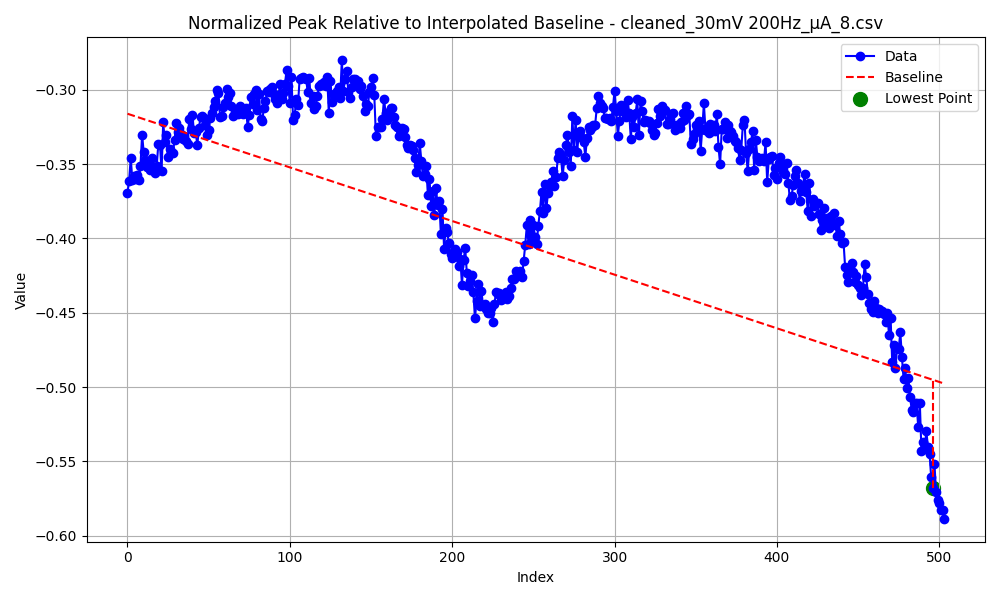 Normalized Peak Relative to Interpolated Baseline - cleaned_30mV 200Hz_μA_8.csv
Data
Baseline
Lowest Point
−0.30
−0.35
−0.40
−0.45
−0.50
−0.55
−0.60
Value
0
100
200
300
400
500
Index